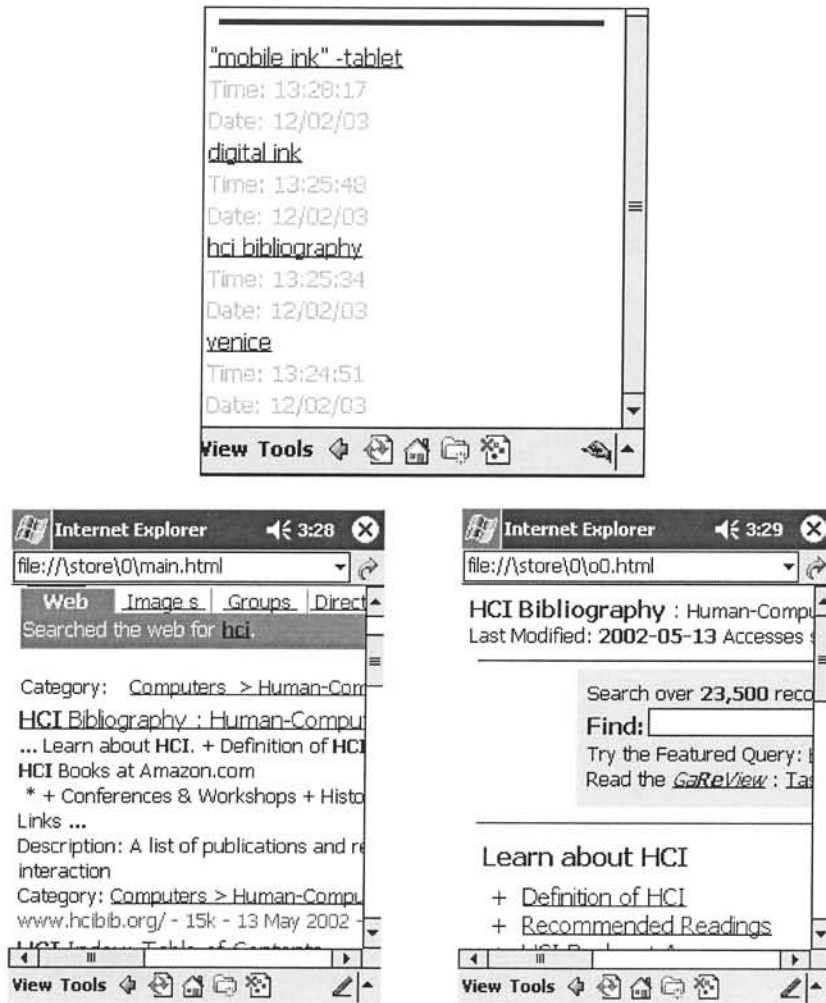 "mobile ink" -tablet
Time: 13:28:17
Date: 12/02/03
digital ink
Time: 13:25:48
Date: 12/02/03
hci bibliography
Time: 13:25:34
Date: 12/02/03
venice
Time: 13:24:51
Date: 12/02/03
View Tools
Internet Explorer 3:28
file://\store\0\main.html
Web Image s Groups Direct
Searched the web for hci.
Category: Computers > Human-Com
HCI Bibliography : Human-Comput
... Learn about HCI. + Definition of HCI
HCI Books at Amazon.com
* + Conferences & Workshops + Histo
Links ...
Description: A list of publications and re
interaction
Category: Computers > Human-Compu
www.hcibib.org/ - 15k - 13 May 2002 -
HCI Index: Table of Contents
View Tools
Internet Explorer 3:29
file://\store\0\o0.html
HCI Bibliography : Human-Compu
Last Modified: 2002-05-13 Accesses s
Search over 23,500 reco
Find:
Try the Featured Query:
Read the GaReView : Tas
Learn about HCI
+ Definition of HCI
+ Recommended Readings
View Tools